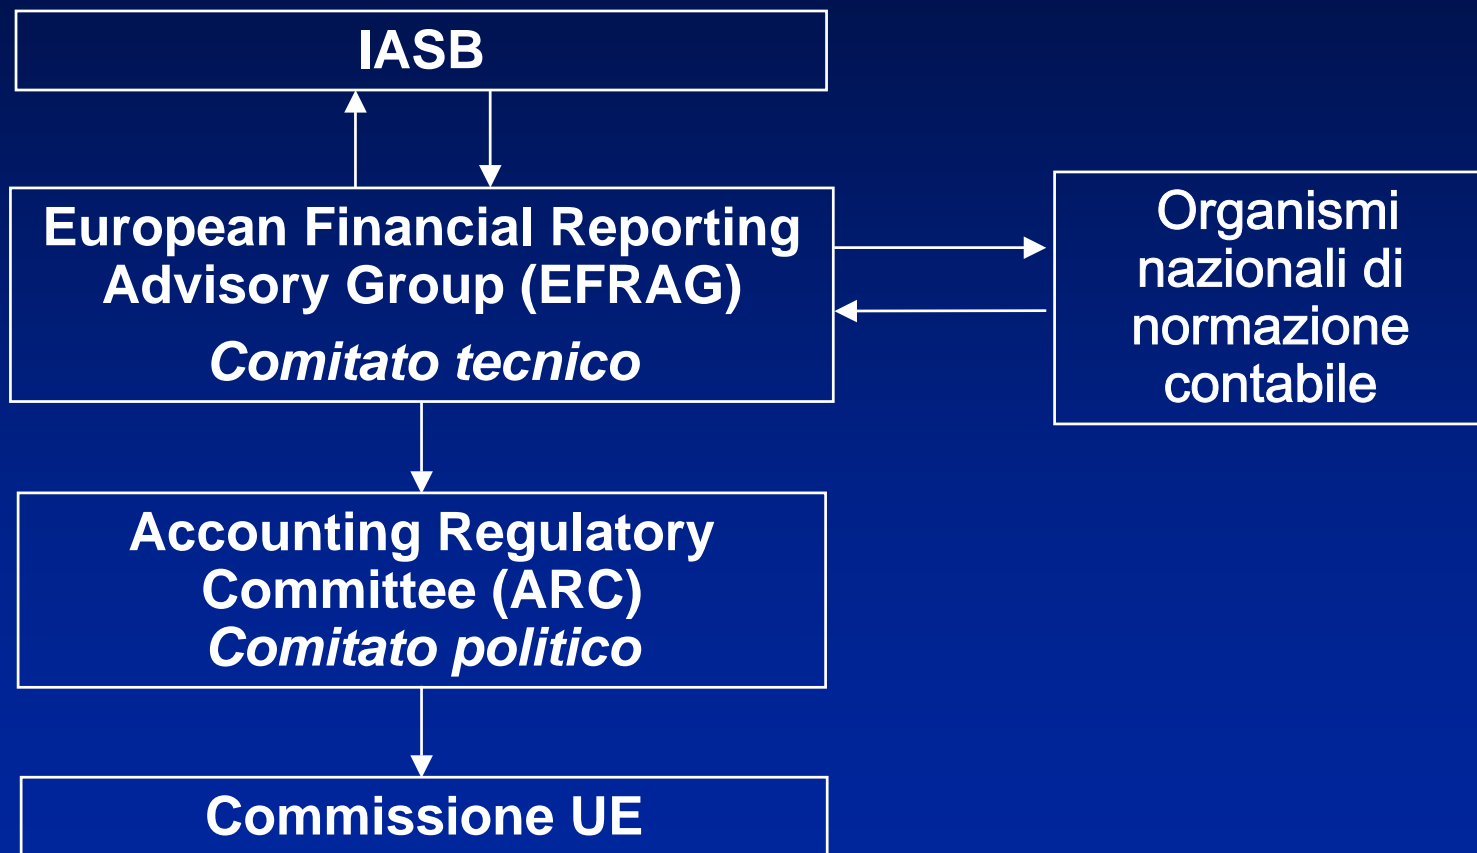 IASB
European Financial Reporting
Advisory Group (EFRAG)
Comitato tecnico
Organismi
nazionali di
normazione
contabile
Accounting Regulatory
Committee (ARC)
Comitato politico
Commissione UE